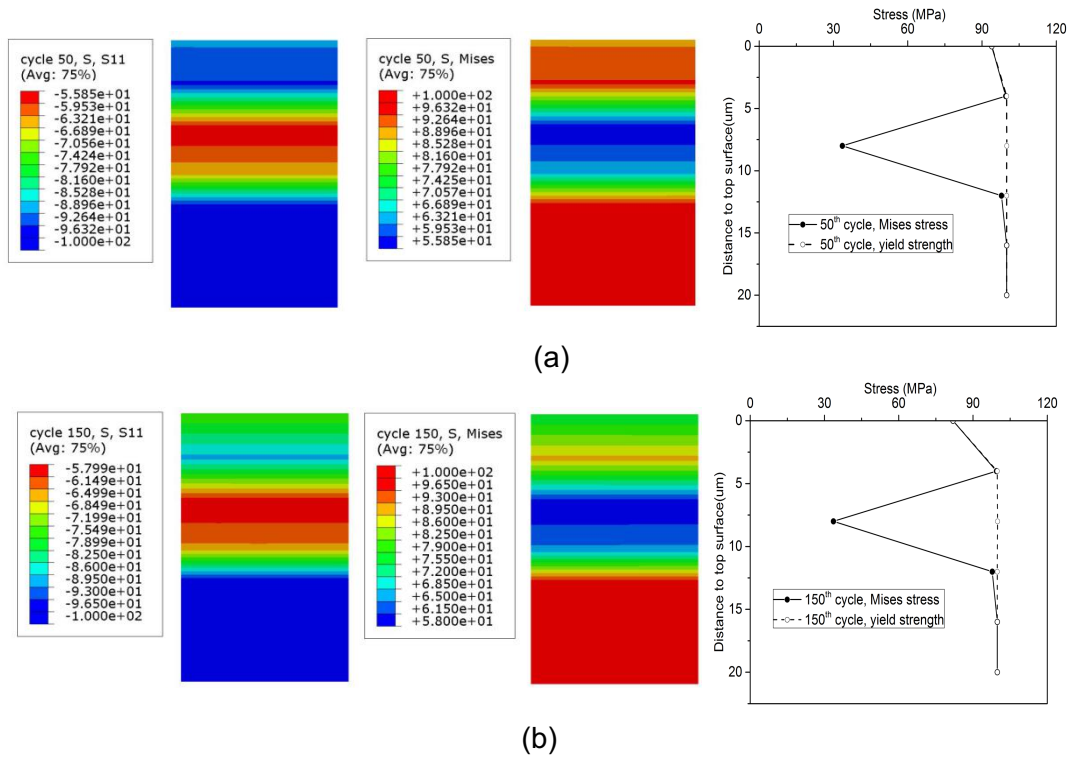 cycle 50, S, S11
(Avg: 75%)
-5.585e+01
-5.953e+01
-6.321e+01
-6.689e+01
-7.056e+01
-7.424e+01
-7.792e+01
-8.160e+01
-8.528e+01
-8.896e+01
-9.264e+01
-9.632e+01
-1.000e+02
cycle 50, S, Mises
(Avg: 75%)
+1.000e+02
+9.632e+01
+9.264e+01
+8.896e+01
+8.528e+01
+8.160e+01
+7.792e+01
+7.425e+01
+7.057e+01
+6.689e+01
+6.321e+01
+5.953e+01
+5.585e+01
Stress (MPa)
0 30 60 90 120
0
5
10
15
20
Distance to top surface(um)
50th cycle, Mises stress
50th cycle, yield strength
(a)
cycle 150, S, S11
(Avg: 75%)
-5.799e+01
-6.149e+01
-6.499e+01
-6.849e+01
-7.199e+01
-7.549e+01
-7.899e+01
-8.250e+01
-8.600e+01
-8.950e+01
-9.300e+01
-9.650e+01
-1.000e+02
cycle 150, S, Mises
(Avg: 75%)
+1.000e+02
+9.650e+01
+9.300e+01
+8.950e+01
+8.600e+01
+8.250e+01
+7.900e+01
+7.550e+01
+7.200e+01
+6.850e+01
+6.500e+01
+6.150e+01
+5.800e+01
Stress (MPa)
0 30 60 90 120
0
5
10
15
20
Distance to top surface(um)
150th cycle, Mises stress
150th cycle, yield strength
(b)